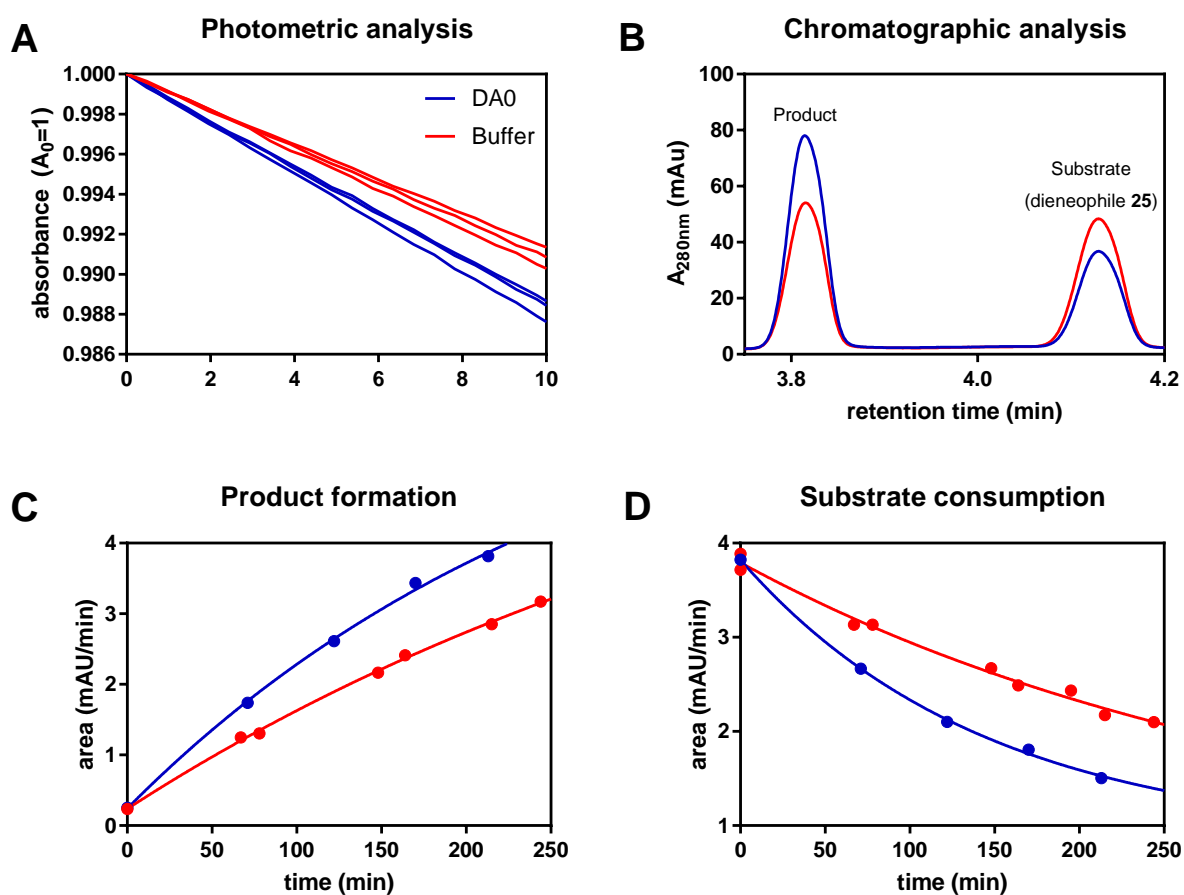 A
Photometric analysis
1.000
0.998
0.996
0.994
0.992
0.990
0.988
0.986
absorbance (A0=1)
DA0
Buffer
0 2 4 6 8 10
B
Chromatographic analysis
100
80
60
40
20
0
A280nm (mAu)
Product
Substrate
(dieneophile 25)
3.8 4.0 4.2
retention time (min)
C
Product formation
4
3
2
1
0
area (mAU/min)
0 50 100 150 200 250
time (min)
D
Substrate consumption
4
3
2
1
area (mAU/min)
0 50 100 150 200 250
time (min)